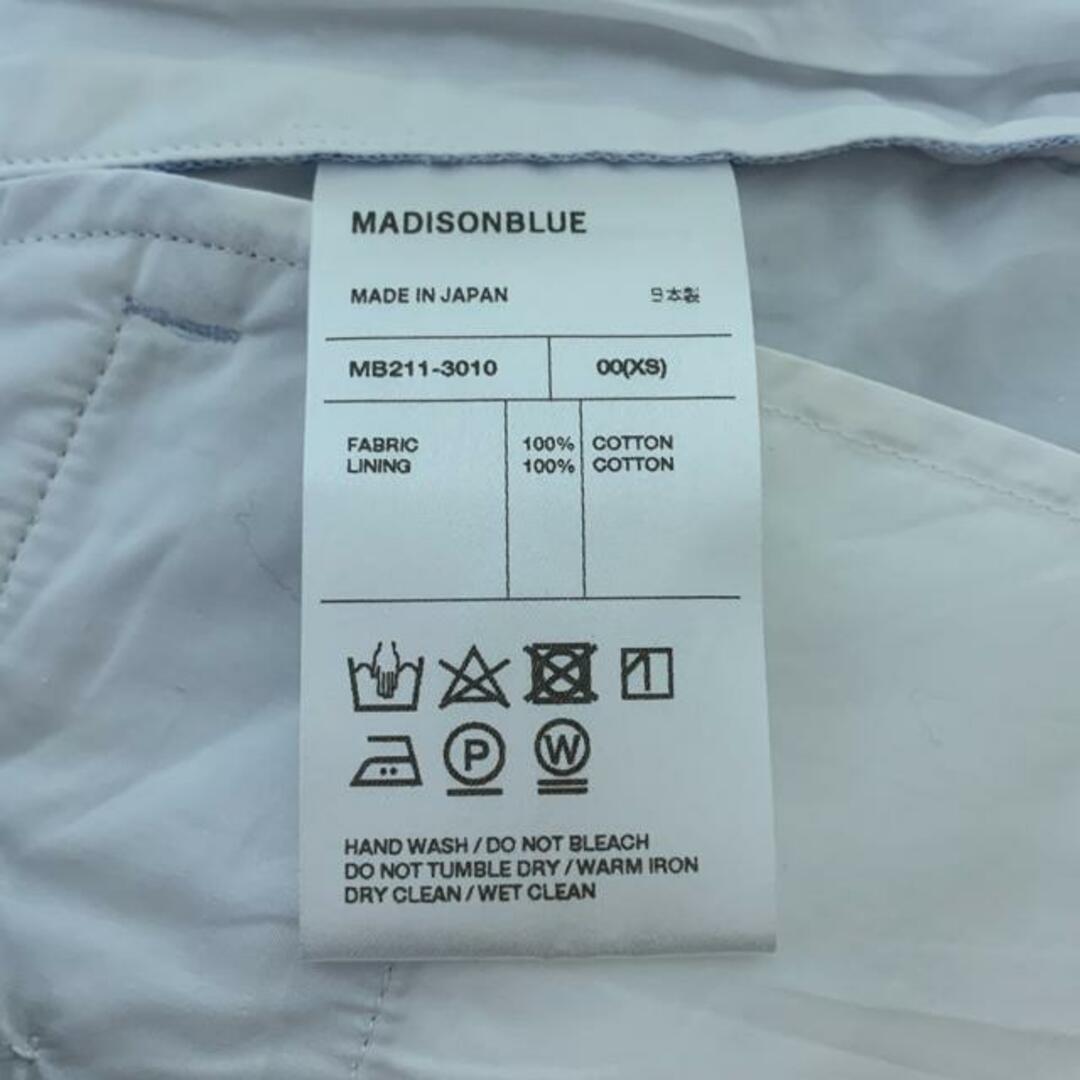 MADISONBLUE
MADE IN JAPAN 日本製
MB211-3010 00(XS)
FABRIC 100% COTTON
LINING 100% COTTON
P W
HAND WASH / DO NOT BLEACH
DO NOT TUMBLE DRY / WARM IRON
DRY CLEAN / WET CLEAN